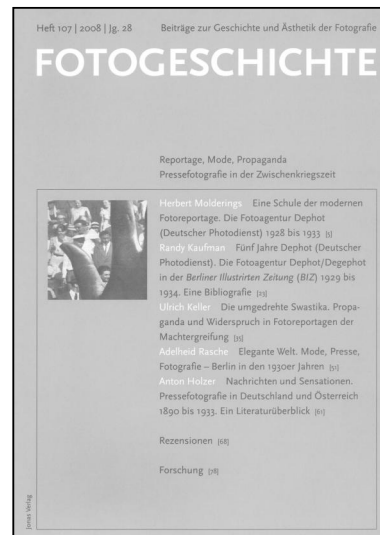 Heft 107 | 2008 | Jg. 28 Beiträge zur Geschichte und Ästhetik der Fotografie
FOTOGESCHICHTE
Reportage, Mode, Propaganda
Pressefotografie in der Zwischenkriegszeit
Herbert Molderings Eine Schule der modernen
Fotoreportage. Die Fotoagentur Dephot
(Deutscher Photodienst) 1928 bis 1933 [5]
Randy Kaufman Fünf Jahre Dephot (Deutscher
Photodienst). Die Fotoagentur Dephot/Degephot
in der Berliner Illustrirten Zeitung (BIZ) 1929 bis
1934. Eine Bibliografie [23]
Ulrich Keller Die umgedrehte Swastika. Propa-
ganda und Widerspruch in Fotoreportagen der
Machtergreifung [35]
Adelheid Rasche Elegante Welt. Mode, Presse,
Fotografie – Berlin in den 1930er Jahren [51]
Anton Holzer Nachrichten und Sensationen.
Pressefotografie in Deutschland und Österreich
1890 bis 1933. Ein Literaturüberblick [61]
Rezensionen [68]
Forschung [78]
Jonas Verlag